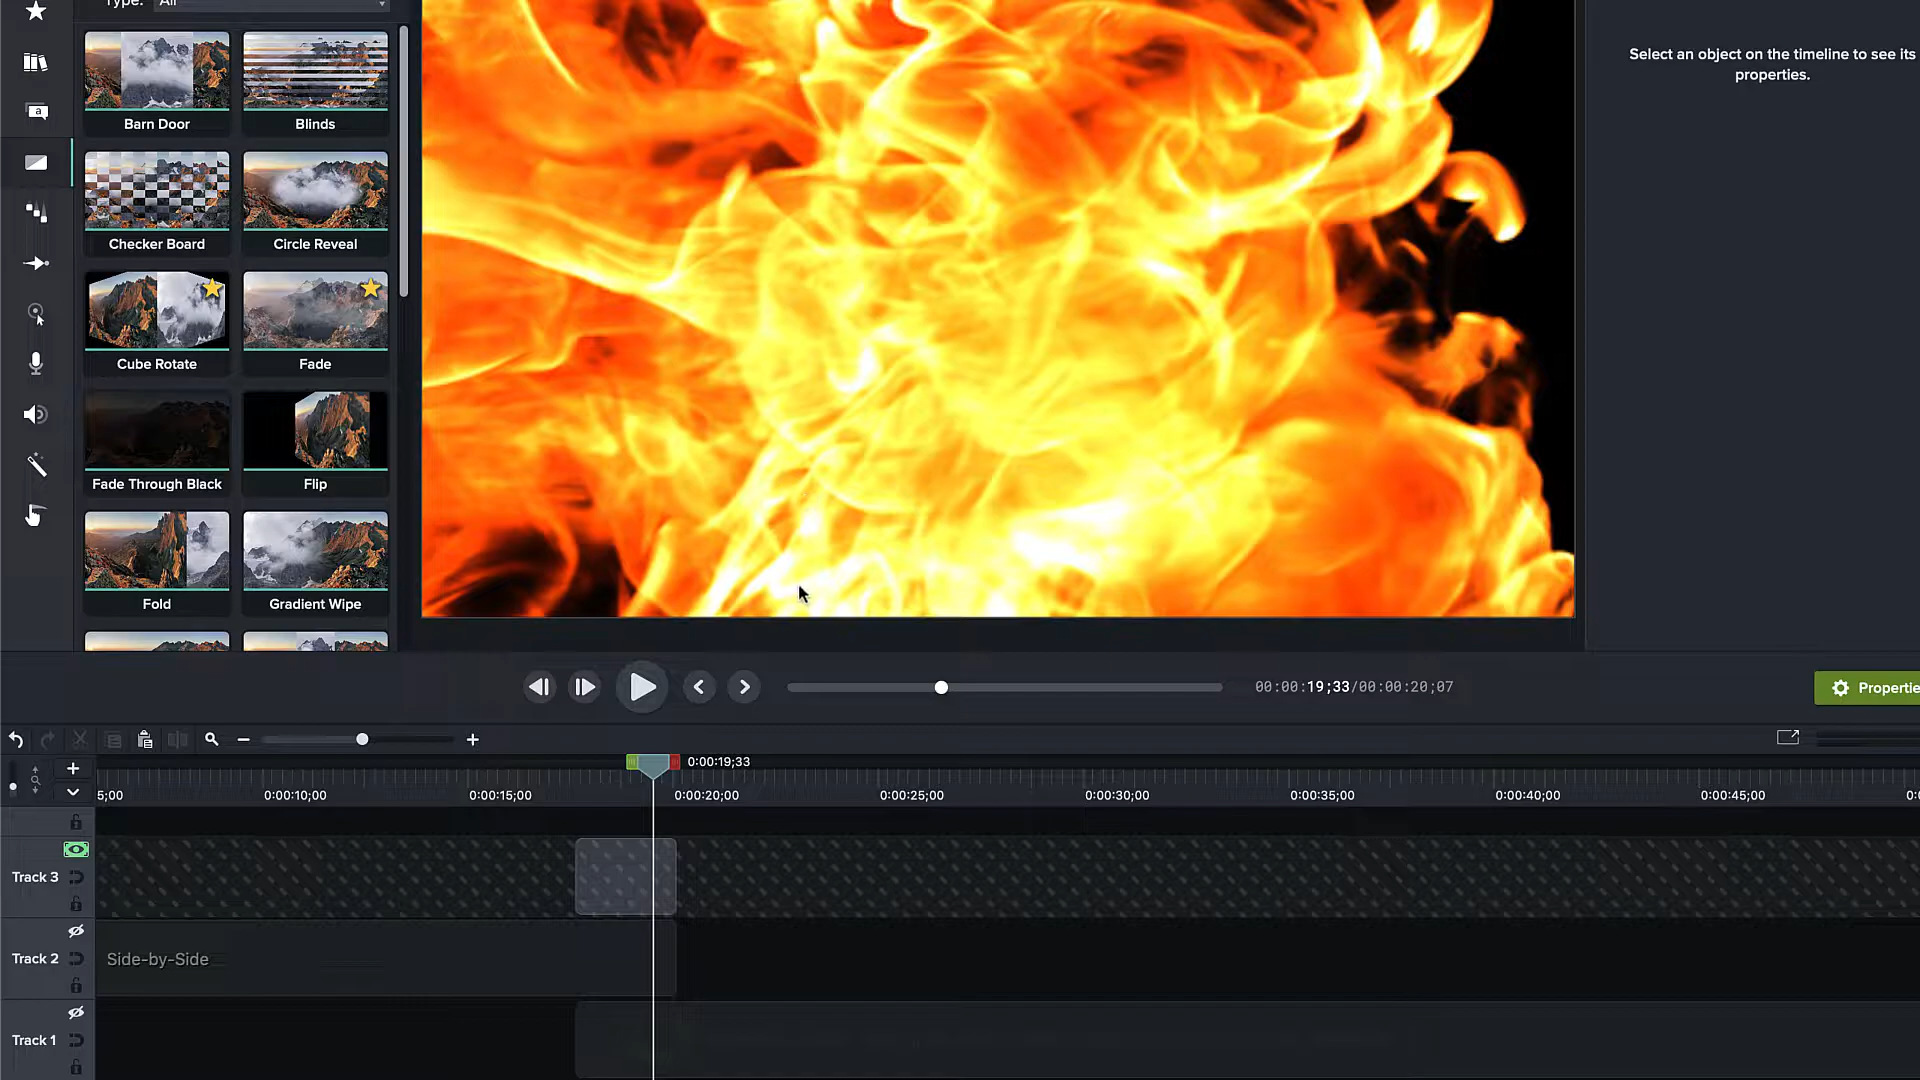 Type: All
Select an object on the timeline to see its
properties.
Barn Door
Blinds
Checker Board
Circle Reveal
Cube Rotate
Fade
Fade Through Black
Flip
Fold
Gradient Wipe
00:00:19;33/00:00:20;07
Propertie
0:00:19;33
5;00
0:00:10;00
0:00:15;00
0:00:20;00
0:00:25;00
0:00:30;00
0:00:35;00
0:00:40;00
0:00:45;00
Track 3
Track 2
Side-by-Side
Track 1